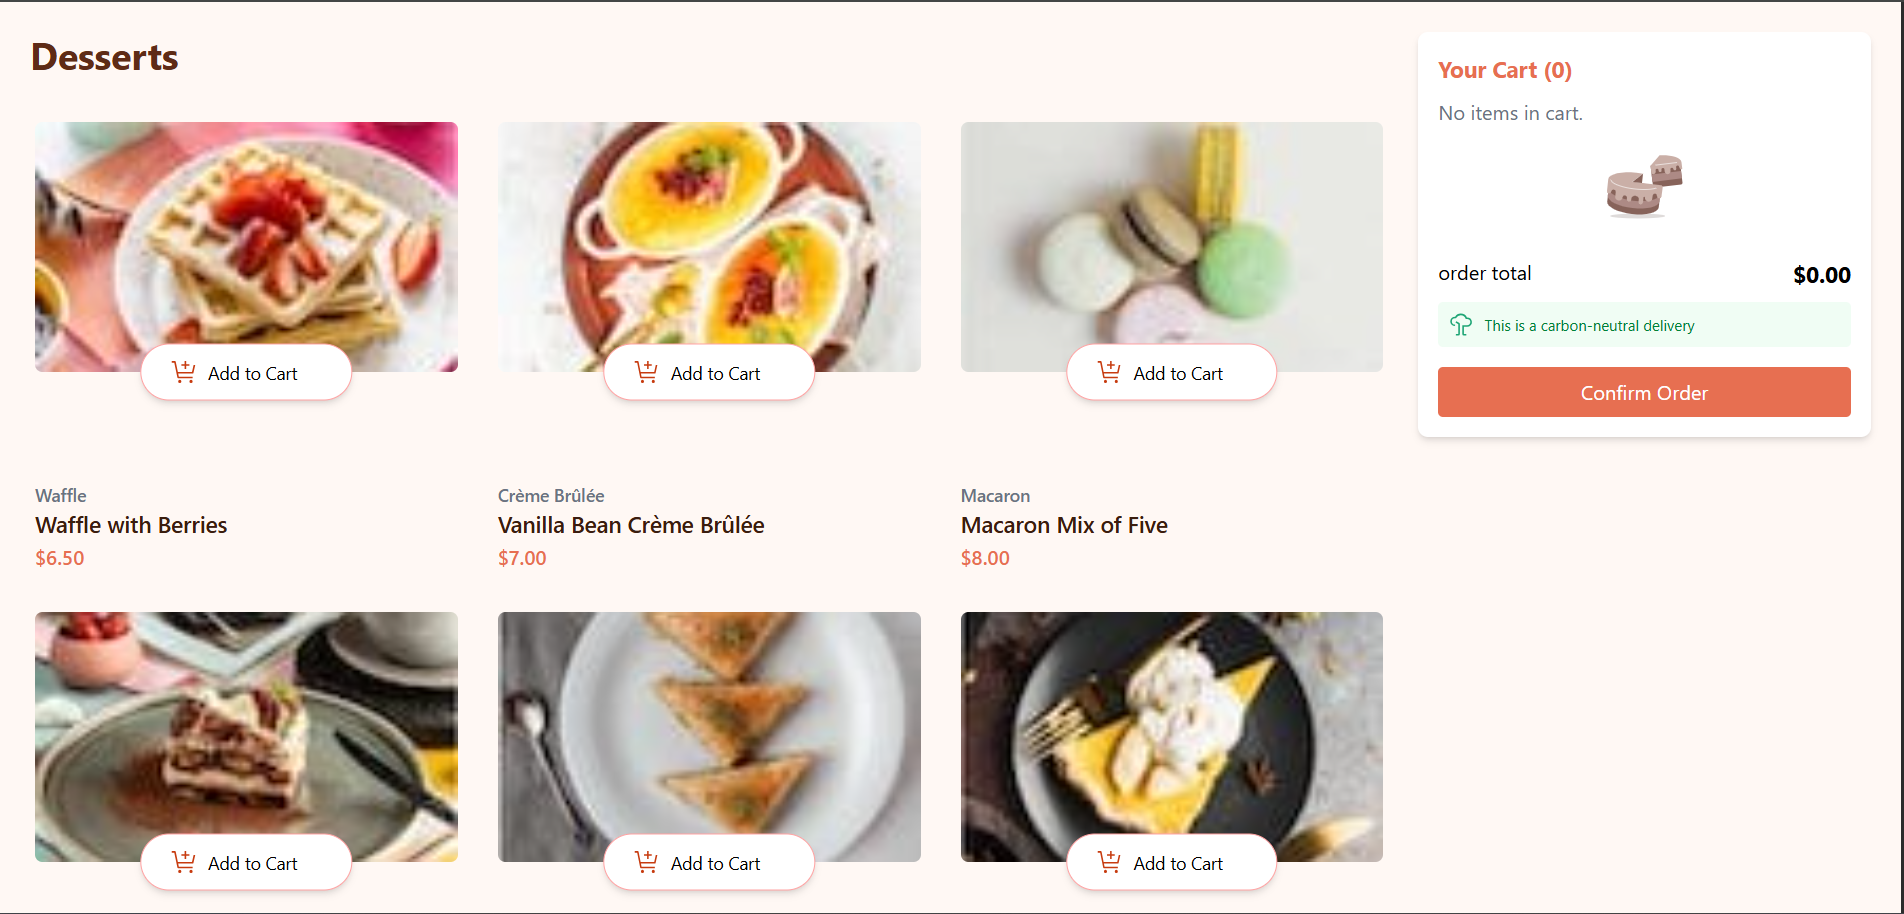 Desserts
Add to Cart
Add to Cart
Add to Cart
Waffle
Waffle with Berries
$6.50
Crème Brûlée
Vanilla Bean Crème Brûlée
$7.00
Macaron
Macaron Mix of Five
$8.00
Add to Cart
Add to Cart
Add to Cart
Your Cart (0)
No items in cart.
order total $0.00
This is a carbon-neutral delivery
Confirm Order